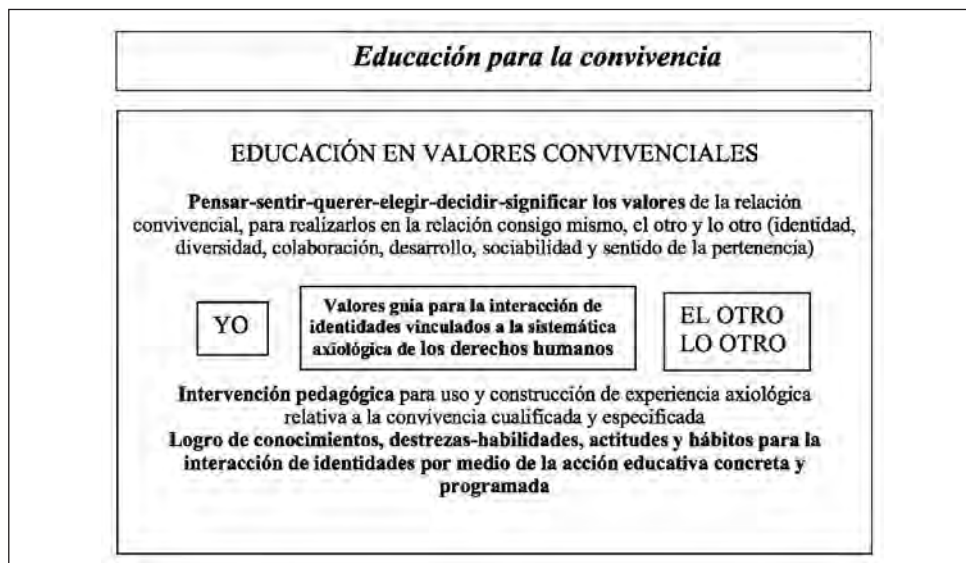 Educación para la convivencia
EDUCACIÓN EN VALORES CONVIVENCIALES
Pensar-sentir-querer-elegir-decidir-significar los valores de la relación
convivencial, para realizarlos en la relación consigo mismo, el otro y lo otro (identidad,
diversidad, colaboración, desarrollo, sociabilidad y sentido de la pertenencia)
YO
Valores guía para la interacción de
identidades vinculados a la sistemática
axiológica de los derechos humanos
EL OTRO
LO OTRO
Intervención pedagógica para uso y construcción de experiencia axiológica
relativa a la convivencia cualificada y especificada
Logro de conocimientos, destrezas-habilidades, actitudes y hábitos para la
interacción de identidades por medio de la acción educativa concreta y
programada